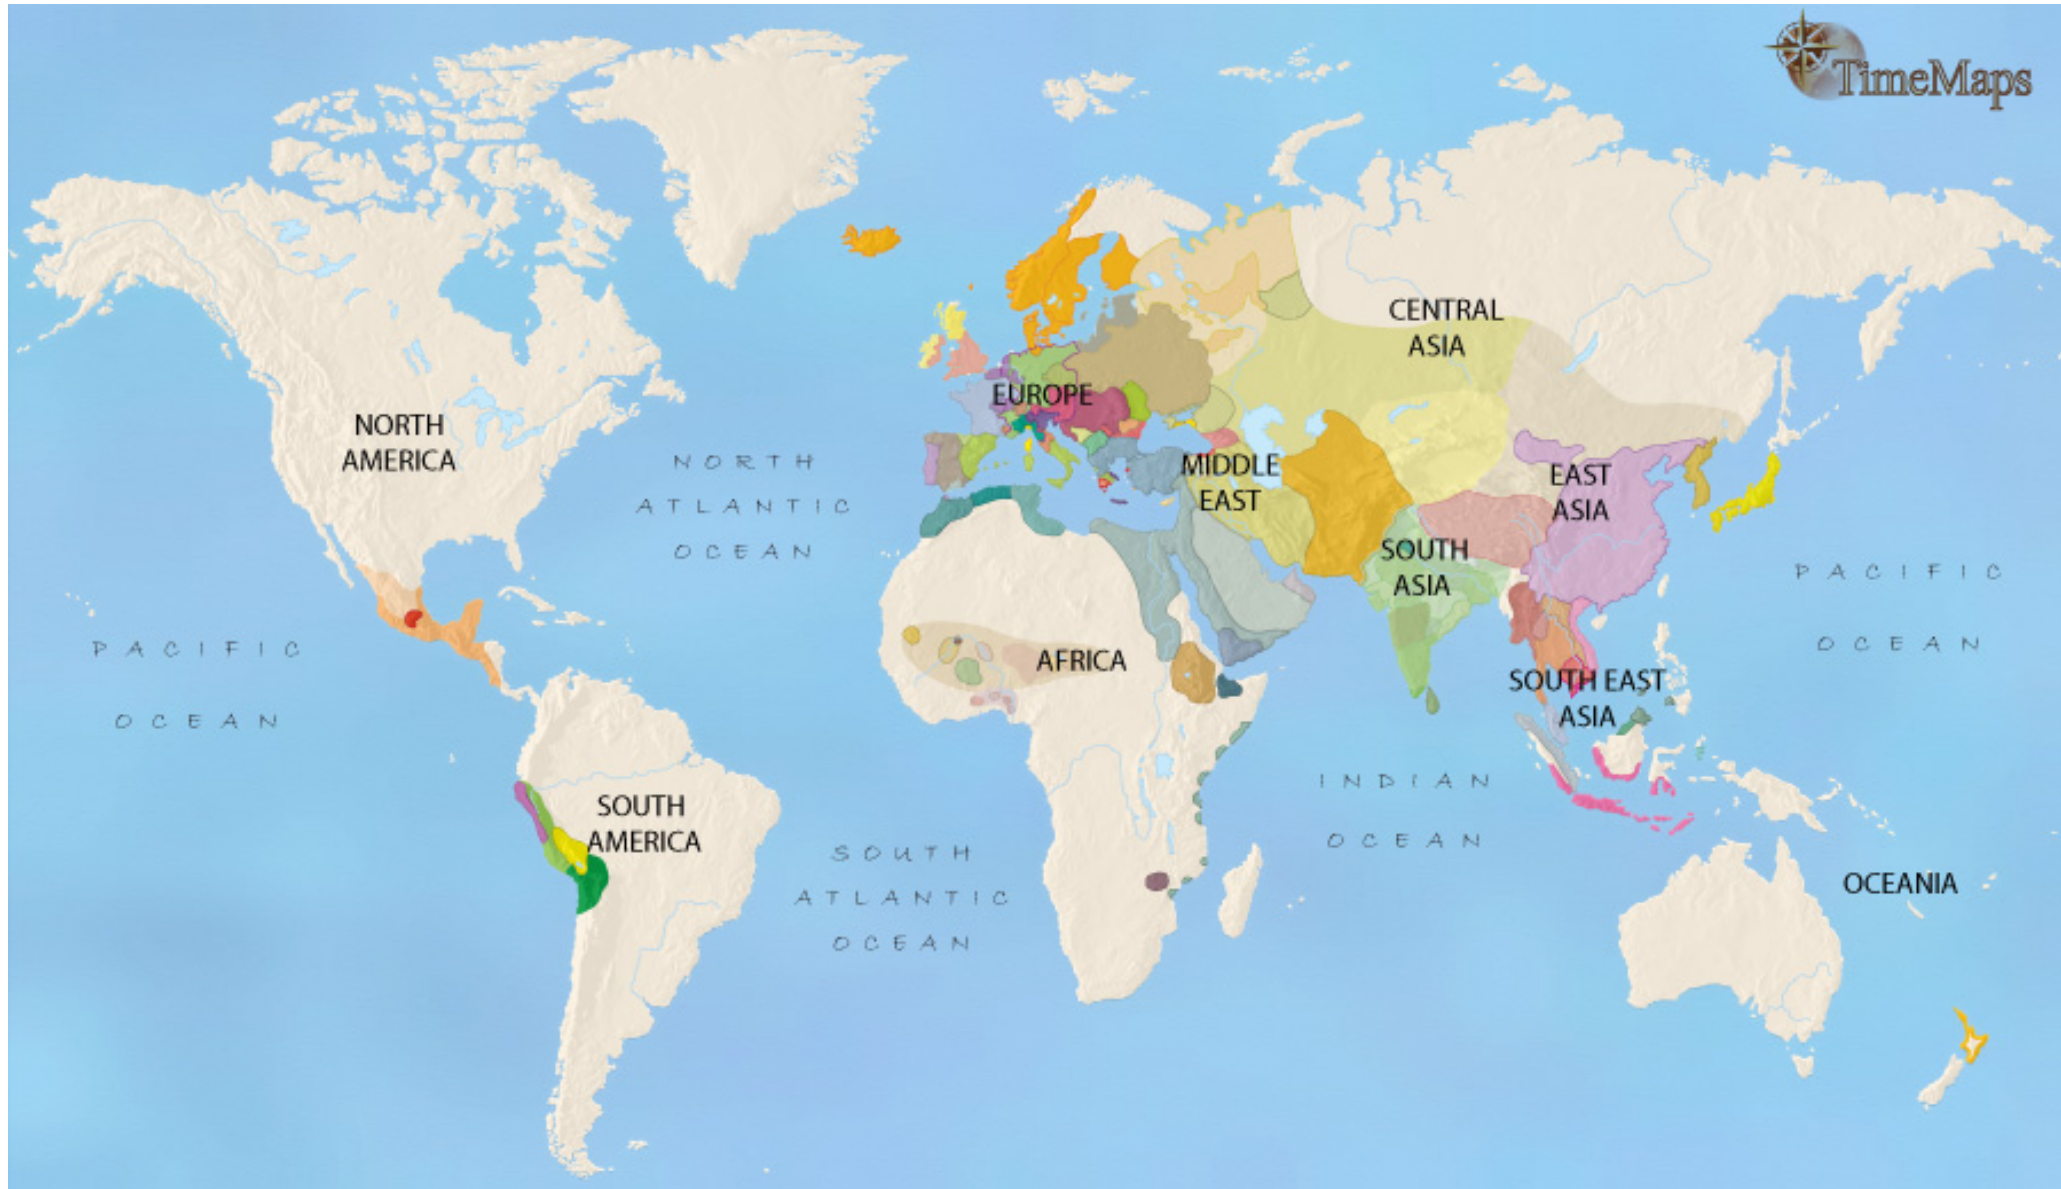 TimeMaps
CENTRAL
ASIA
EUROPE
NORTH
AMERICA
NORTH
ATLANTIC
OCEAN
MIDDLE
EAST
EAST
ASIA
SOUTH
ASIA
PACIFIC
OCEAN
PACIFIC
OCEAN
AFRICA
SOUTH EAST
ASIA
INDIAN
OCEAN
SOUTH
AMERICA
SOUTH
ATLANTIC
OCEAN
OCEANIA